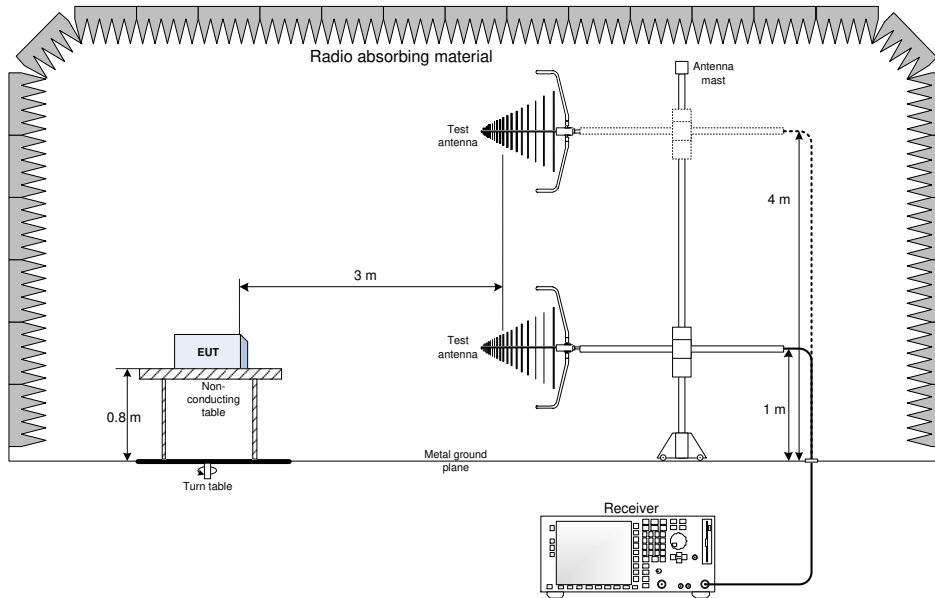 Radio absorbing material
Antenna
mast
Test
antenna
4 m
3 m
Test
antenna
EUT
Non-
conducting
table
0.8 m
1 m
Metal ground
plane
Turn table
Receiver